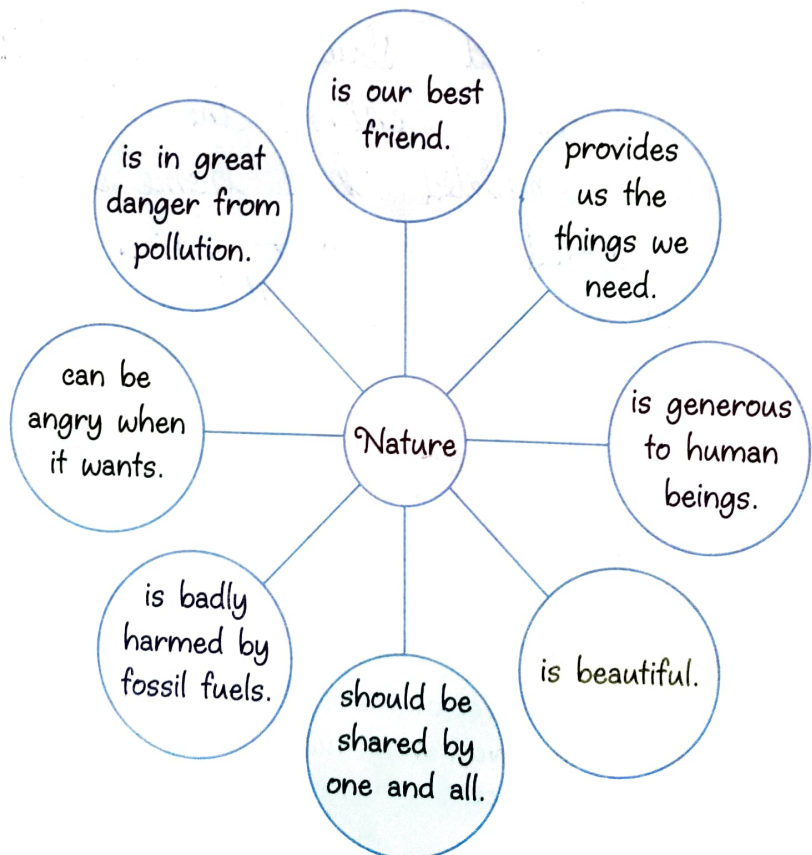 is our best
friend.
provides
us the
things we
need.
is generous
to human
beings.
is beautiful.
should be
shared by
one and all.
is badly
harmed by
fossil fuels.
can be
angry when
it wants.
is in great
danger from
pollution.
Nature